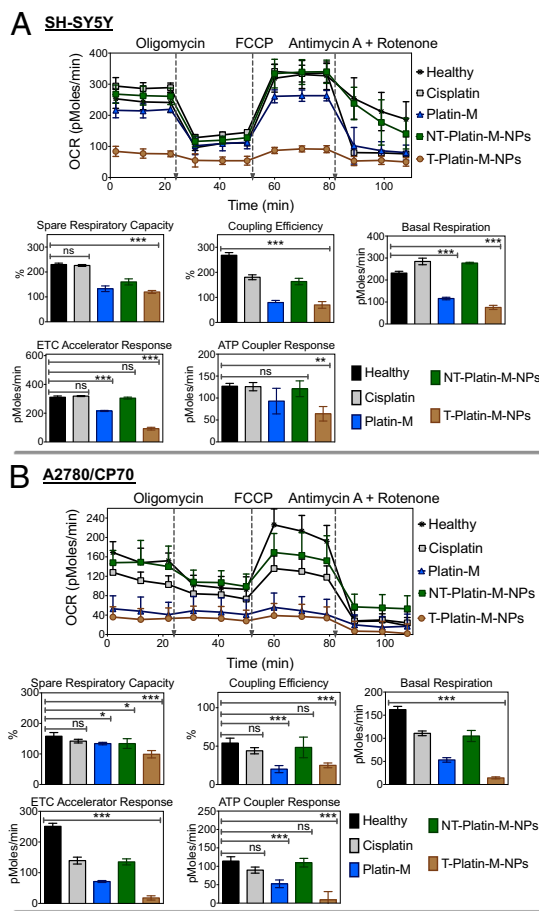 A
SH-SY5Y
Oligomycin FCCP Antimycin A + Rotenone
400
300
200
100
0
OCR (pMoles/min)
0 20 40 60 80 100
Time (min)
Healthy
Cisplatin
Platin-M
NT-Platin-M-NPs
T-Platin-M-NPs
Spare Respiratory Capacity
300
200
100
0
%
ns
***
Coupling Efficiency
300
200
100
0
%
***
Basal Respiration
400
300
200
100
0
pMoles/min
***
***
ETC Accelerator Response
600
400
200
0
pMoles/min
***
ns
***
ns
ATP Coupler Response
200
150
100
50
0
pMoles/min
**
ns
Healthy
Cisplatin
Platin-M
NT-Platin-M-NPs
T-Platin-M-NPs
B
A2780/CP70
Oligomycin FCCP Antimycin A + Rotenone
240
200
160
120
80
40
0
OCR (pMoles/min)
0 20 40 60 80 100
Time (min)
Healthy
Cisplatin
Platin-M
NT-Platin-M-NPs
T-Platin-M-NPs
Spare Respiratory Capacity
300
200
100
0
%
***
*
*
ns
Coupling Efficiency
100
50
0
%
***
ns
***
ns
Basal Respiration
200
150
100
50
0
pMoles/min
***
ETC Accelerator Response
300
200
100
0
pMoles/min
***
ATP Coupler Response
250
200
150
100
50
0
pMoles/min
***
ns
***
ns
Healthy
Cisplatin
Platin-M
NT-Platin-M-NPs
T-Platin-M-NPs